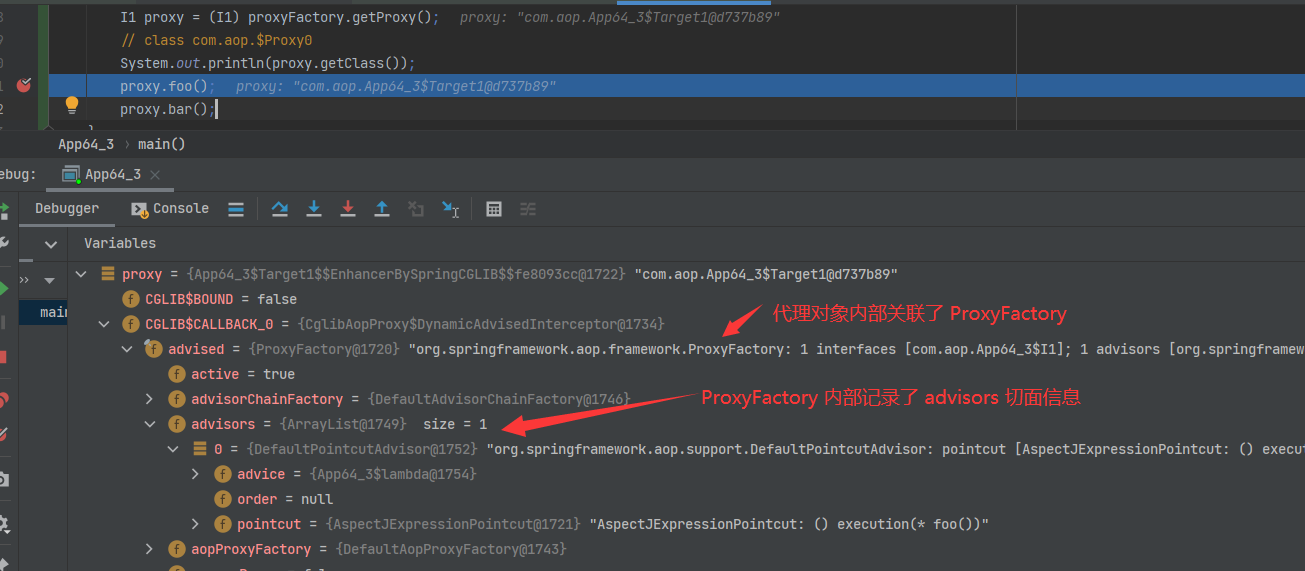 I1 proxy = (I1) proxyFactory.getProxy(); proxy: "com.aop.App64_3$Target1@d737b89"
// class com.aop.$Proxy0
System.out.println(proxy.getClass());
proxy.foo(); proxy: "com.aop.App64_3$Target1@d737b89"
proxy.bar();
App64_3 › main()
ebug: App64_3
Debugger Console
Variables
proxy = {App64_3$Target1$$EnhancerBySpringCGLIB$$fe8093cc@1722} "com.aop.App64_3$Target1@d737b89"
main
CGLIB$BOUND = false
代理对象内部关联了 ProxyFactory
CGLIB$CALLBACK_0 = {CglibAopProxy$DynamicAdvisedInterceptor@1734}
advised = {ProxyFactory@1720} "org.springframework.aop.framework.ProxyFactory: 1 interfaces [com.aop.App64_3$I1]; 1 advisors [org.springframew
active = true
advisorChainFactory = {DefaultAdvisorChainFactory@1746}
ProxyFactory 内部记录了 advisors 切面信息
advisors = {ArrayList@1749} size = 1
0 = {DefaultPointcutAdvisor@1752} "org.springframework.aop.support.DefaultPointcutAdvisor: pointcut [AspectJExpressionPointcut: () execut
advice = {App64_3$lambda@1754}
order = null
pointcut = {AspectJExpressionPointcut@1721} "AspectJExpressionPointcut: () execution(* foo())"
aopProxyFactory = {DefaultAopProxyFactory@1743}